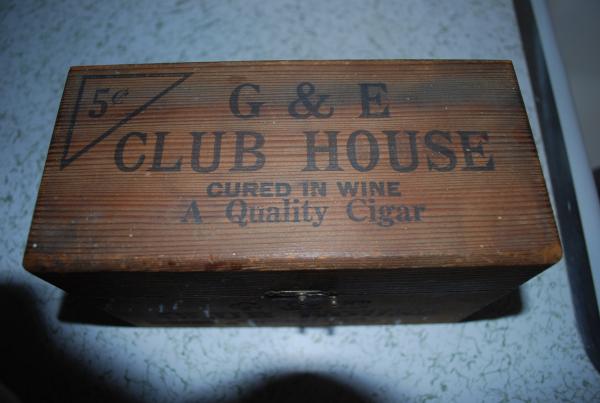 5¢
G & E
CLUB HOUSE
CURED IN WINE
A Quality Cigar